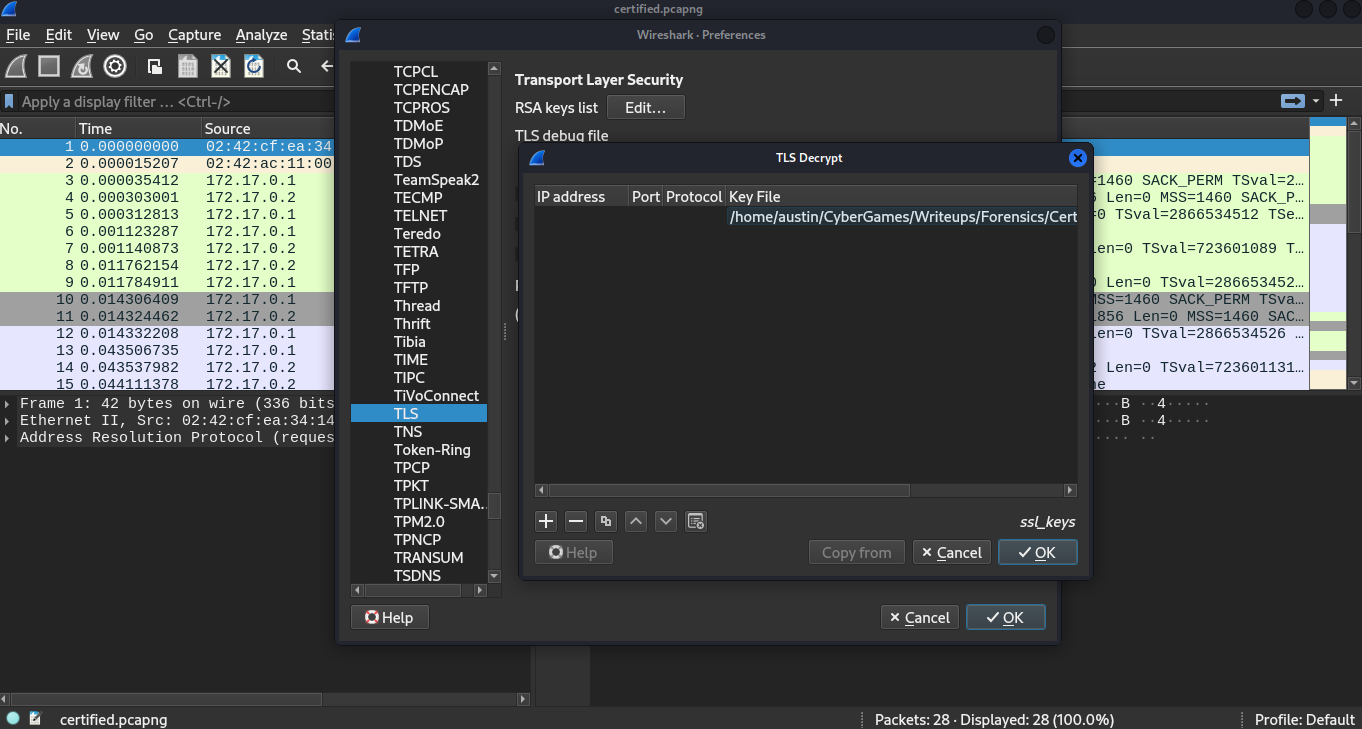 certified.pcapng
File Edit View Go Capture Analyze Stati
Wireshark · Preferences
Apply a display filter … <Ctrl-/>
No. Time Source
1 0.000000000 02:42:cf:ea:34
2 0.000015207 02:42:ac:11:00
3 0.000035412 172.17.0.1
4 0.000303001 172.17.0.2
5 0.000312813 172.17.0.1
6 0.001123287 172.17.0.1
7 0.001140873 172.17.0.2
8 0.011762154 172.17.0.2
9 0.011784911 172.17.0.1
10 0.014306409 172.17.0.1
11 0.014324462 172.17.0.2
12 0.014332208 172.17.0.1
13 0.043506735 172.17.0.1
14 0.043537982 172.17.0.2
15 0.044111378 172.17.0.2
Frame 1: 42 bytes on wire (336 bits
Ethernet II, Src: 02:42:cf:ea:34:14
Address Resolution Protocol (reques
TCPCL
TCPENCAP
TCPROS
TDMoE
TDMoP
TDS
TeamSpeak2
TECMP
TELNET
Teredo
TETRA
TFP
TFTP
Thread
Thrift
Tibia
TIME
TIPC
TiVoConnect
TLS
TNS
Token-Ring
TPCP
TPKT
TPLINK-SMA..
TPM2.0
TPNCP
TRANSUM
TSDNS
Transport Layer Security
RSA keys list Edit…
TLS debug file
TLS Decrypt
IP address Port Protocol Key File
/home/austin/CyberGames/Writeups/Forensics/Cert
ssl_keys
Help Copy from Cancel OK
Help Cancel OK
=1460 SACK_PERM TSval=2…
Len=0 MSS=1460 SACK_P…
=0 TSval=2866534512 TSe…
en=0 TSval=723601089 T…
Len=0 TSval=286653452…
MSS=1460 SACK_PERM TSva…
1856 Len=0 MSS=1460 SAC…
en=0 TSval=2866534526 …
Len=0 TSval=723601131…
ne
···B ··4·····
···B ··4·····
···· ··
certified.pcapng
Packets: 28 · Displayed: 28 (100.0%)
Profile: Default